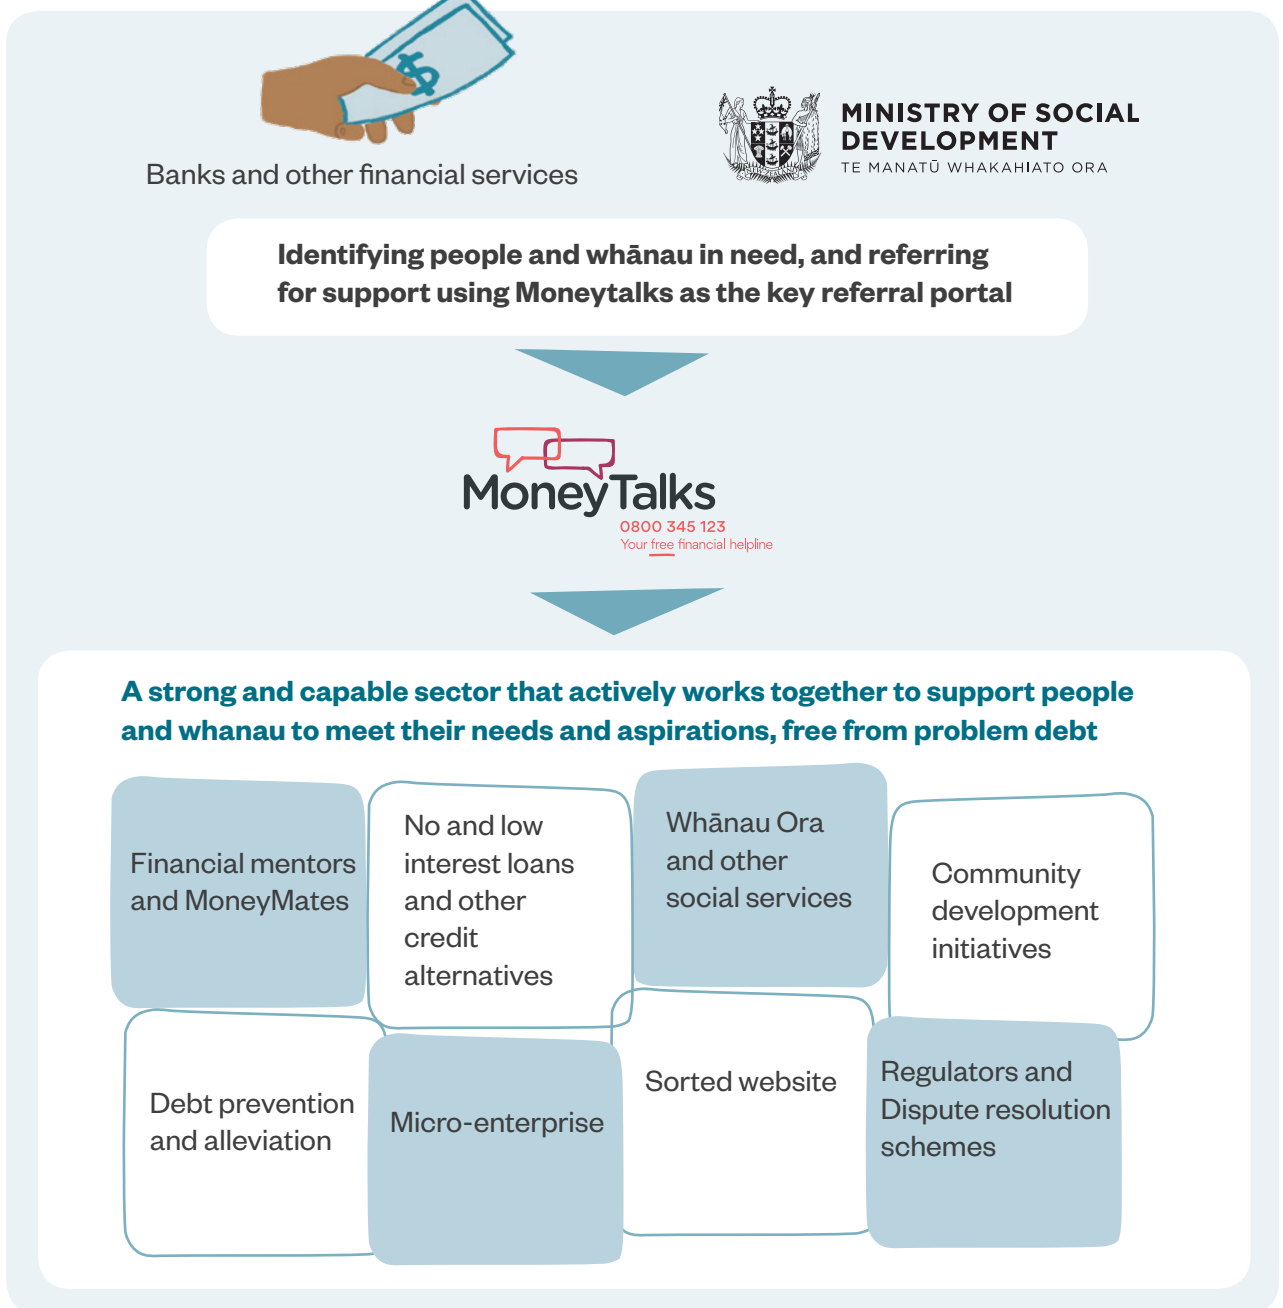 $
Banks and other financial services
MINISTRY OF SOCIAL
DEVELOPMENT
TE MANATŪ WHAKAHIATO ORA
Identifying people and whānau in need, and referring
for support using Moneytalks as the key referral portal
MoneyTalks
0800 345 123
Your free financial helpline
A strong and capable sector that actively works together to support people
and whanau to meet their needs and aspirations, free from problem debt
Financial mentors
and MoneyMates
No and low
interest loans
and other
credit
alternatives
Whānau Ora
and other
social services
Community
development
initiatives
Debt prevention
and alleviation
Micro-enterprise
Sorted website
Regulators and
Dispute resolution
schemes